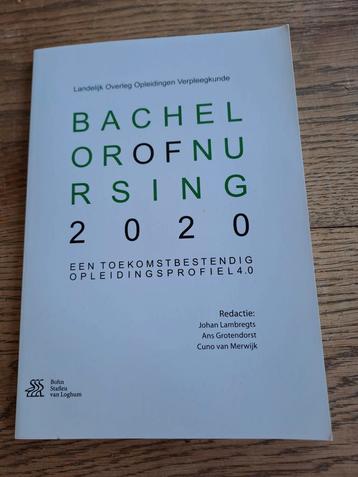 Landelijk Overleg Opleidingen Verpleegkunde
BACHEL
OROFNU
RSING
2020
EEN TOEKOMSTBESTENDIG
OPLEIDINGSPROFIEL 4.0
Redactie:
Johan Lambregts
Ans Grotendorst
Cuno van Merwijk
Bohn
Stafleu
van Loghum